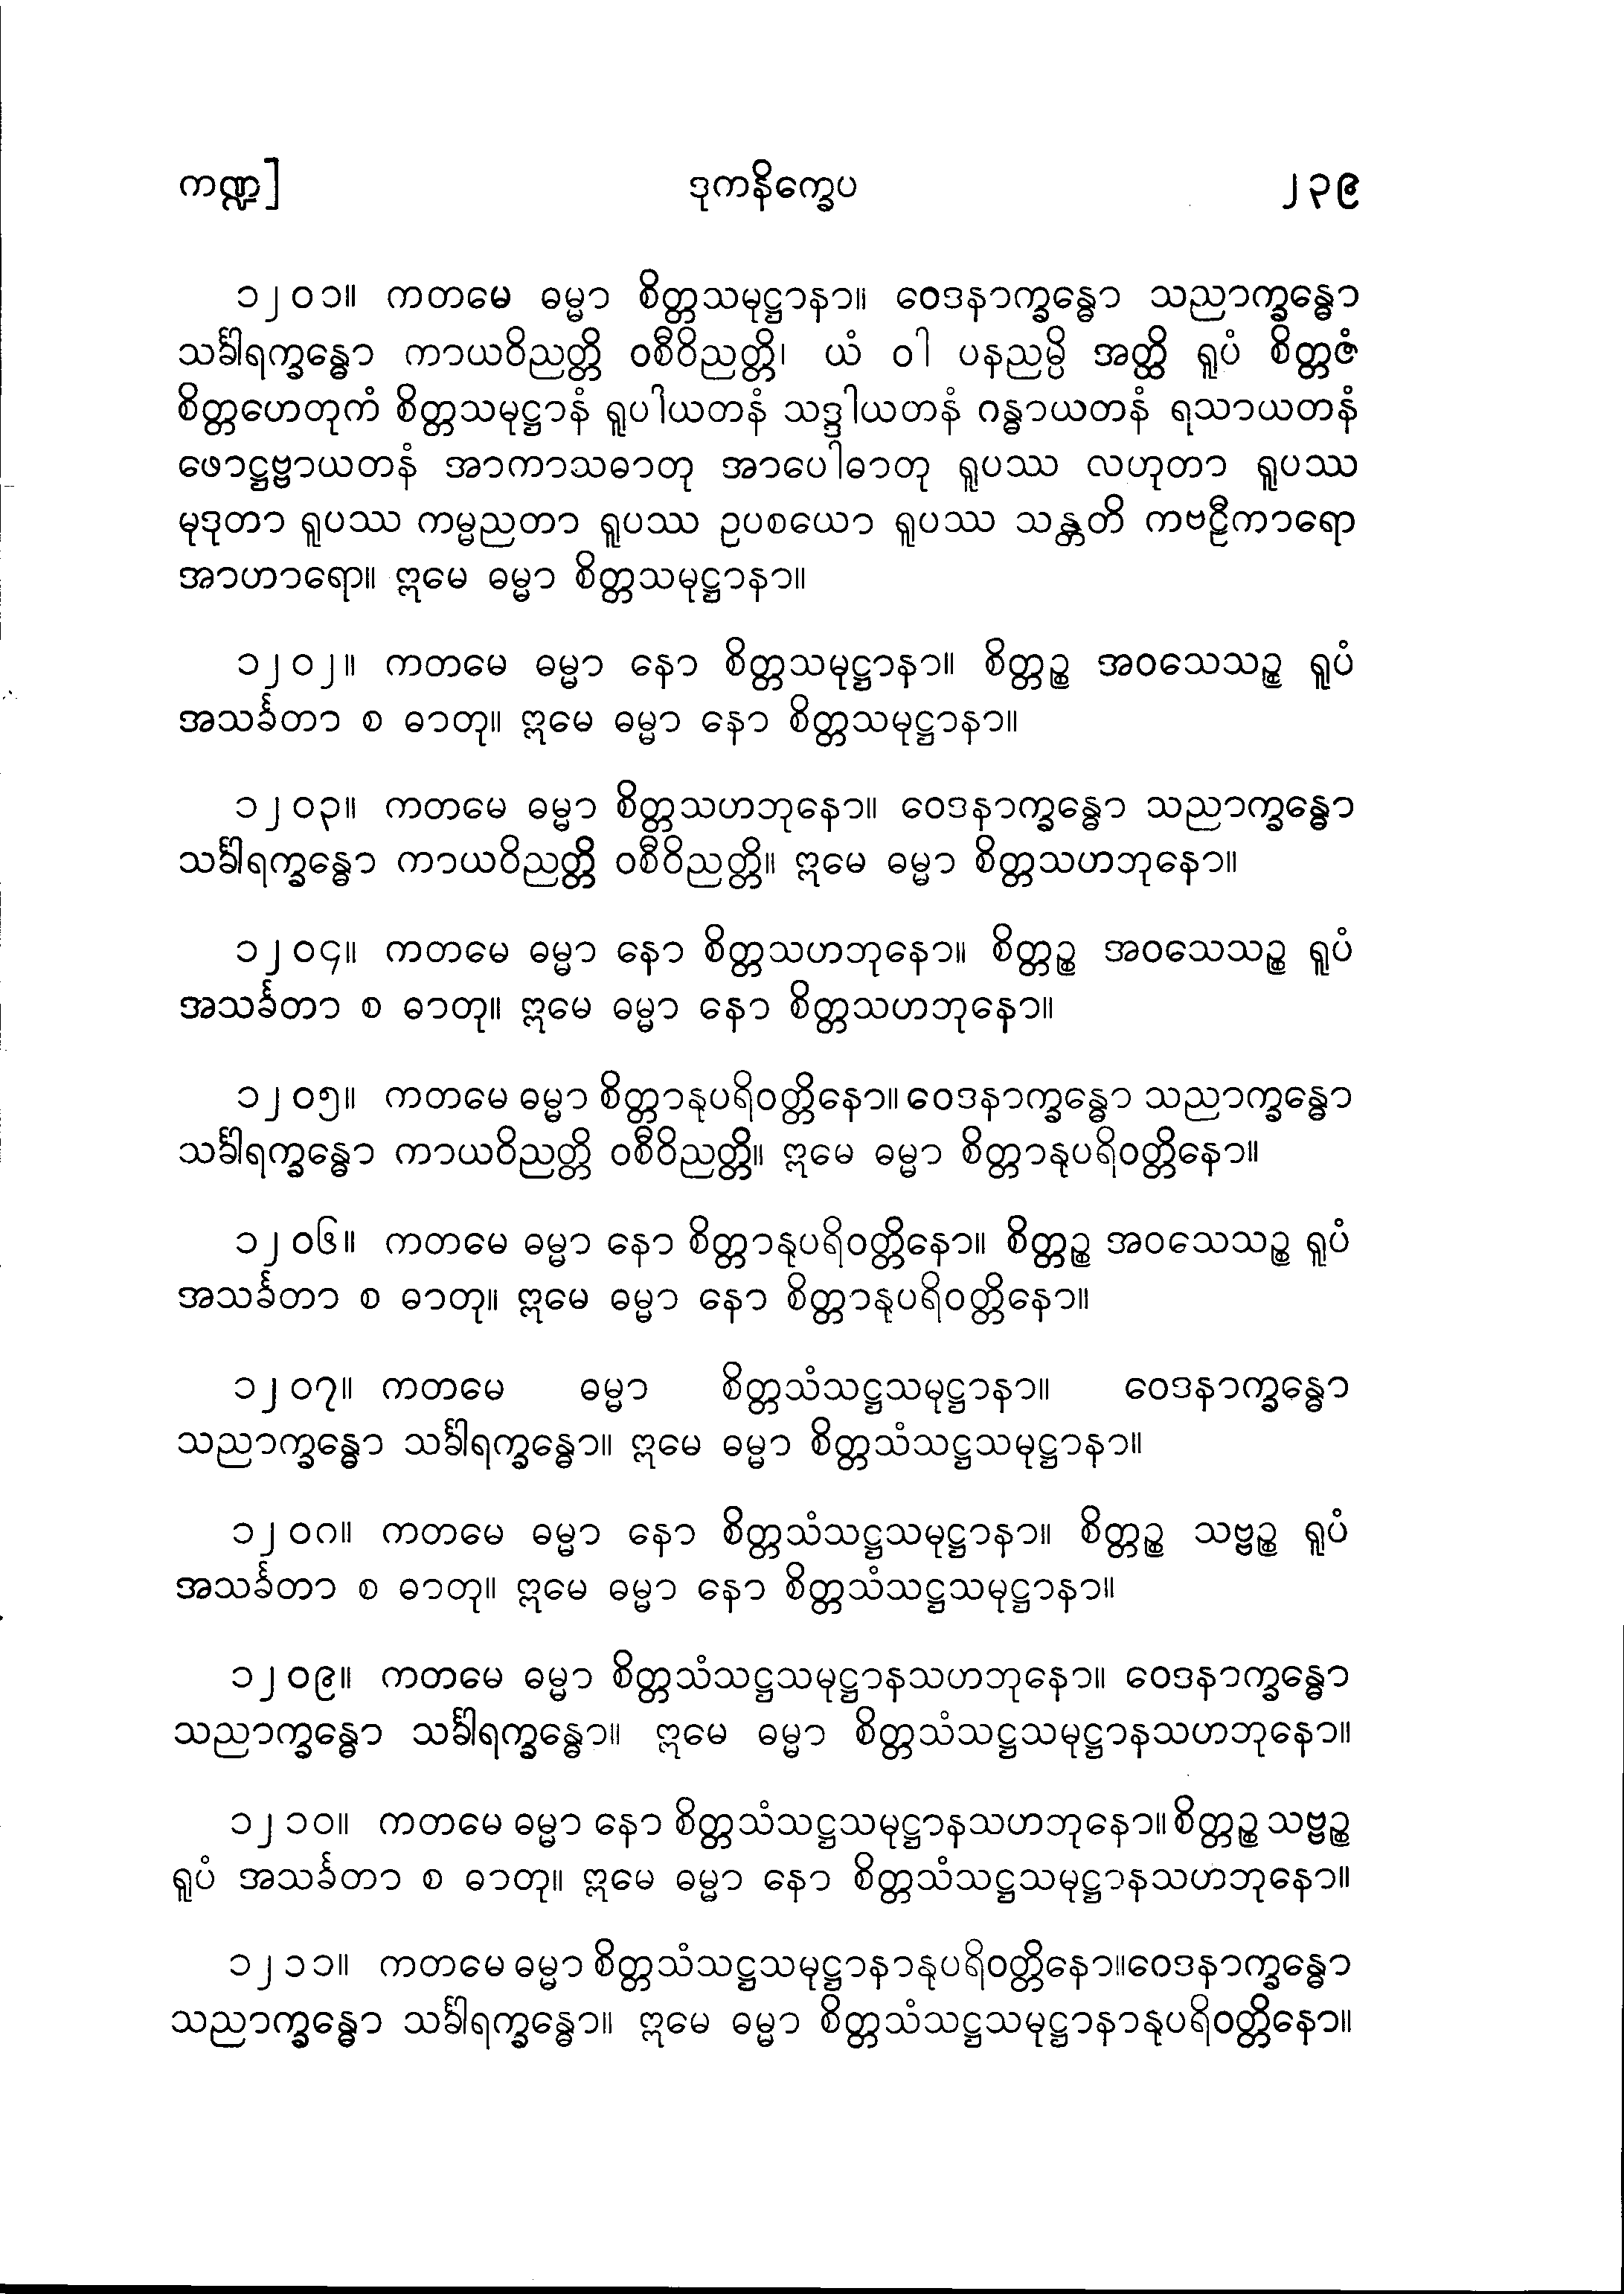 ကဏ္ဍ] ဒုကနိက္ခေပ ၂၃၉
၁၂၀၁။ ကတမေ ဓမ္မာ စိတ္တသမုဋ္ဌာနာ။ ဝေဒနာက္ခန္ဓော သညာက္ခန္ဓော
သင်္ခါရက္ခန္ဓော ကာယဝိညတ္တိ ဝစီဝိညတ္တိ၊ ယံ ဝါ ပနညမ္ပိ အတ္ထိ ရူပံ စိတ္တဇံ
စိတ္တဟေတုကံ စိတ္တသမုဋ္ဌာနံ ရူပါယတနံ သဒ္ဒါယတနံ ဂန္ဓာယတနံ ရသာယတနံ
ဖောဋ္ဌဗ္ဗာယတနံ အာကာသဓာတု အာပေါဓာတု ရူပဿ လဟုတာ ရူပဿ
မုဒုတာ ရူပဿ ကမ္မညတာ ရူပဿ ဥပစယော ရူပဿ သန္တတိ ကဗဠီကာရော
အာဟာရော။ ဣမေ ဓမ္မာ စိတ္တသမုဋ္ဌာနာ။
၁၂၀၂။ ကတမေ ဓမ္မာ နော စိတ္တသမုဋ္ဌာနာ။ စိတ္တဉ္စ အဝသေသဉ္စ ရူပံ
အသင်္ခတာ စ ဓာတု။ ဣမေ ဓမ္မာ နော စိတ္တသမုဋ္ဌာနာ။
၁၂၀၃။ ကတမေ ဓမ္မာ စိတ္တသဟဘုနော။ ဝေဒနာက္ခန္ဓော သညာက္ခန္ဓော
သင်္ခါရက္ခန္ဓော ကာယဝိညတ္တိ ဝစီဝိညတ္တိ။ ဣမေ ဓမ္မာ စိတ္တသဟဘုနော။
၁၂၀၄။ ကတမေ ဓမ္မာ နော စိတ္တသဟဘုနော။ စိတ္တဉ္စ အဝသေသဉ္စ ရူပံ
အသင်္ခတာ စ ဓာတု။ ဣမေ ဓမ္မာ နော စိတ္တသဟဘုနော။
၁၂၀၅။ ကတမေ ဓမ္မာ စိတ္တာနုပရိဝတ္တိနော။ ဝေဒနာက္ခန္ဓော သညာက္ခန္ဓော
သင်္ခါရက္ခန္ဓော ကာယဝိညတ္တိ ဝစီဝိညတ္တိ။ ဣမေ ဓမ္မာ စိတ္တာနုပရိဝတ္တိနော။
၁၂၀၆။ ကတမေ ဓမ္မာ နော စိတ္တာနုပရိဝတ္တိနော။ စိတ္တဉ္စ အဝသေသဉ္စ ရူပံ
အသင်္ခတာ စ ဓာတု။ ဣမေ ဓမ္မာ နော စိတ္တာနုပရိဝတ္တိနော။
၁၂၀၇။ ကတမေ ဓမ္မာ စိတ္တသံသဋ္ဌသမုဋ္ဌာနာ။ ဝေဒနာက္ခန္ဓော
သညာက္ခန္ဓော သင်္ခါရက္ခန္ဓော။ ဣမေ ဓမ္မာ စိတ္တသံသဋ္ဌသမုဋ္ဌာနာ။
၁၂၀၈။ ကတမေ ဓမ္မာ နော စိတ္တသံသဋ္ဌသမုဋ္ဌာနာ။ စိတ္တဉ္စ သဗ္ဗဉ္စ ရူပံ
အသင်္ခတာ စ ဓာတု။ ဣမေ ဓမ္မာ နော စိတ္တသံသဋ္ဌသမုဋ္ဌာနာ။
၁၂၀၉။ ကတမေ ဓမ္မာ စိတ္တသံသဋ္ဌသမုဋ္ဌာနသဟဘုနော။ ဝေဒနာက္ခန္ဓော
သညာက္ခန္ဓော သင်္ခါရက္ခန္ဓော။ ဣမေ ဓမ္မာ စိတ္တသံသဋ္ဌသမုဋ္ဌာနသဟဘုနော။
၁၂၁၀။ ကတမေ ဓမ္မာ နော စိတ္တသံသဋ္ဌသမုဋ္ဌာနသဟဘုနော။ စိတ္တဉ္စ သဗ္ဗဉ္စ
ရူပံ အသင်္ခတာ စ ဓာတု။ ဣမေ ဓမ္မာ နော စိတ္တသံသဋ္ဌသမုဋ္ဌာနသဟဘုနော။
၁၂၁၁။ ကတမေ ဓမ္မာ စိတ္တသံသဋ္ဌသမုဋ္ဌာနာနုပရိဝတ္တိနော။ ဝေဒနာက္ခန္ဓော
သညာက္ခန္ဓော သင်္ခါရက္ခန္ဓော။ ဣမေ ဓမ္မာ စိတ္တသံသဋ္ဌသမုဋ္ဌာနာနုပရိဝတ္တိနော။